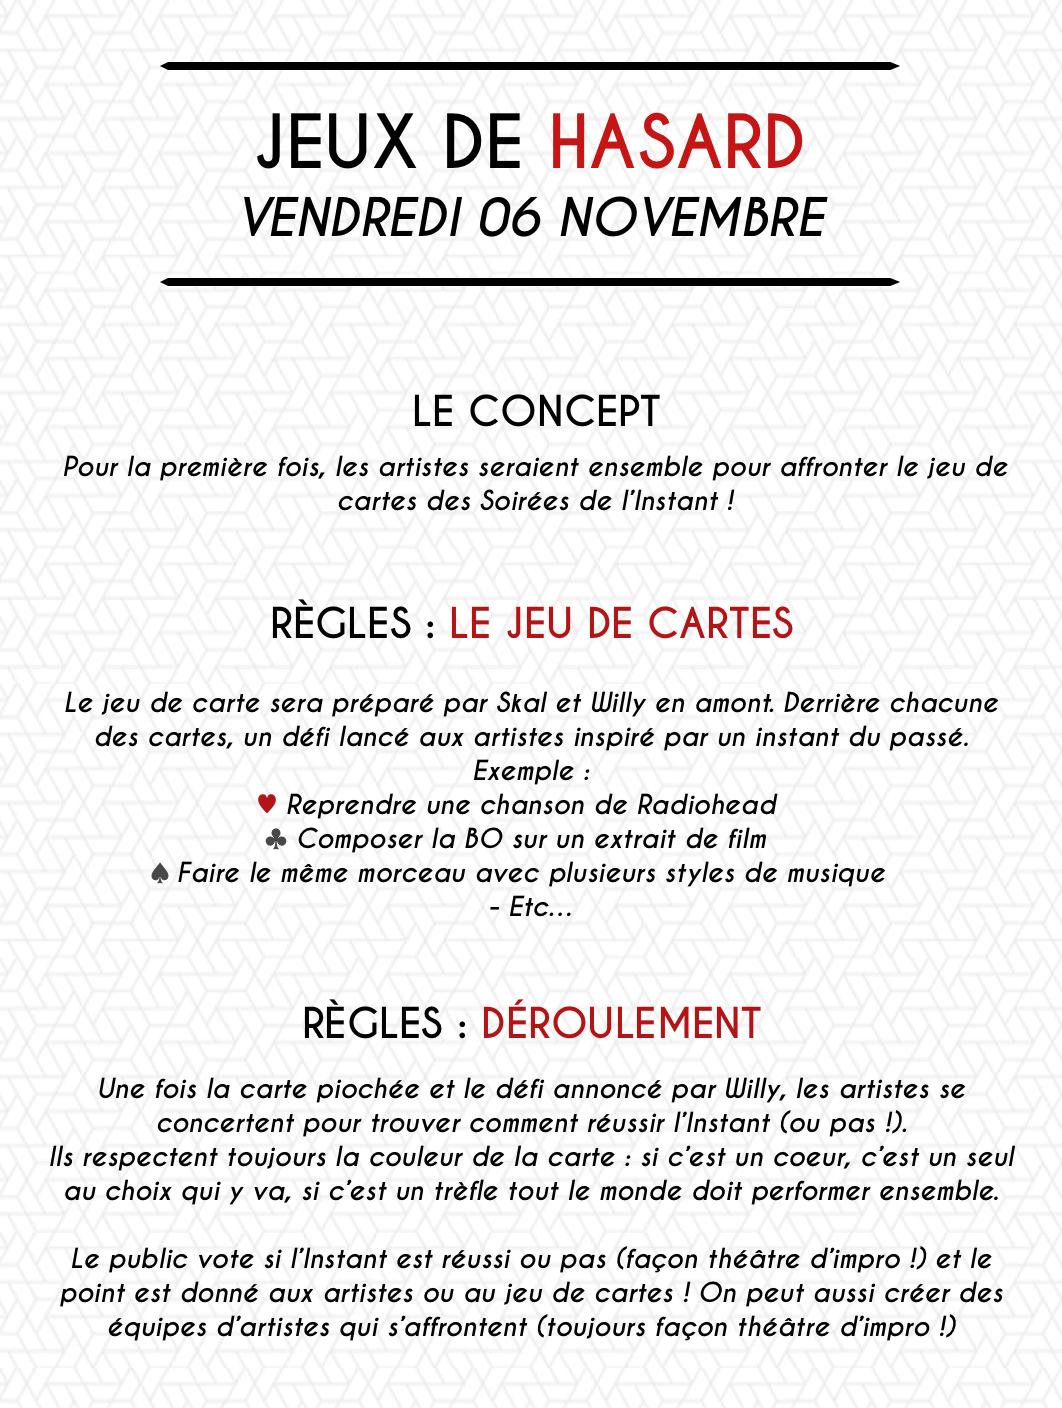 JEUX DE HASARD
VENDREDI 06 NOVEMBRE
LE CONCEPT
Pour la première fois, les artistes seraient ensemble pour affronter le jeu de
cartes des Soirées de l'Instant !
RÈGLES : LE JEU DE CARTES
Le jeu de carte sera préparé par Skal et Willy en amont. Derrière chacune
des cartes, un défi lancé aux artistes inspiré par un instant du passé.
Exemple :
♥ Reprendre une chanson de Radiohead
♣ Composer la BO sur un extrait de film
♠ Faire le même morceau avec plusieurs styles de musique
- Etc...
RÈGLES : DÉROULEMENT
Une fois la carte piochée et le défi annoncé par Willy, les artistes se
concertent pour trouver comment réussir l'Instant (ou pas !).
Ils respectent toujours la couleur de la carte : si c'est un coeur, c'est un seul
au choix qui y va, si c'est un trèfle tout le monde doit performer ensemble.
Le public vote si l'Instant est réussi ou pas (façon théâtre d'impro !) et le
point est donné aux artistes ou au jeu de cartes ! On peut aussi créer des
équipes d'artistes qui s'affrontent (toujours façon théâtre d'impro !)